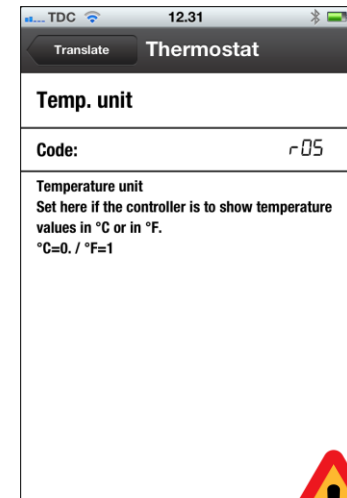 TDC 12.31
Translate Thermostat
Temp. unit
Code: r05
Temperature unit
Set here if the controller is to show temperature
values in °C or in °F.
°C=0. / °F=1